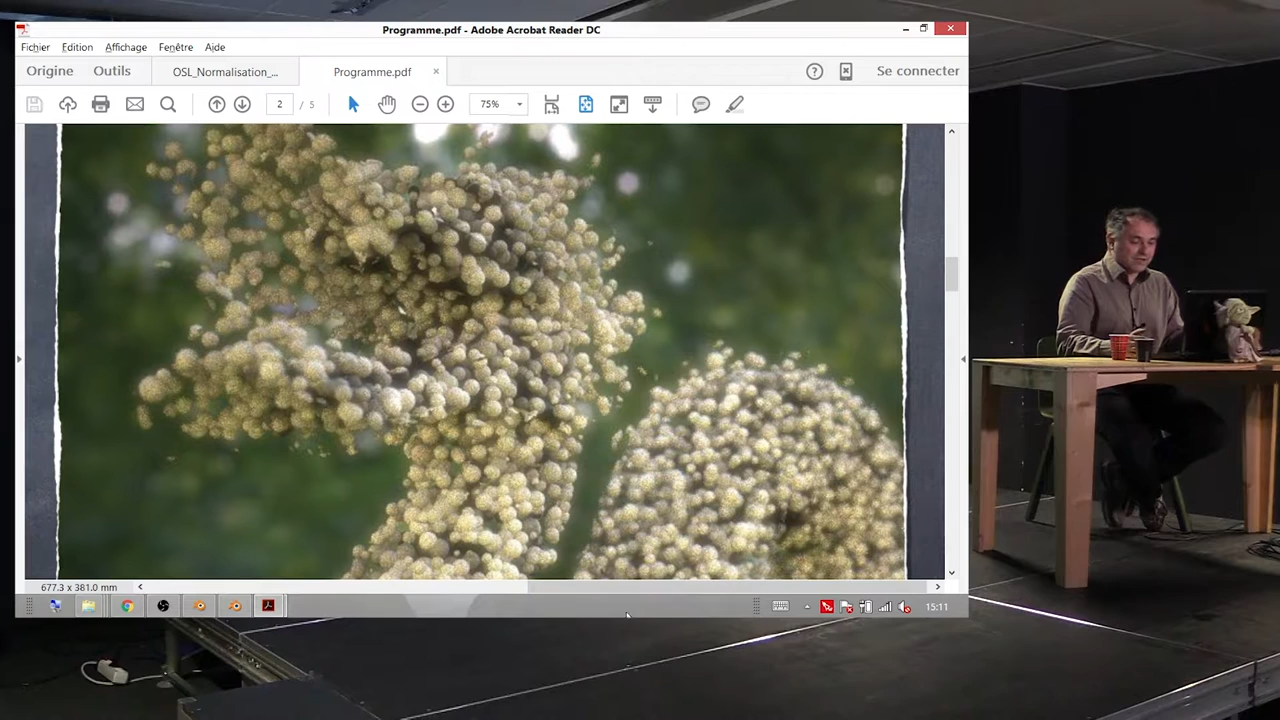 Programme.pdf - Adobe Acrobat Reader DC
Fichier Edition Affichage Fenêtre Aide
Origine Outils OSL_Normalisation_... Programme.pdf × Se connecter
2 / 5 75%
677.3 x 381.0 mm
15:11